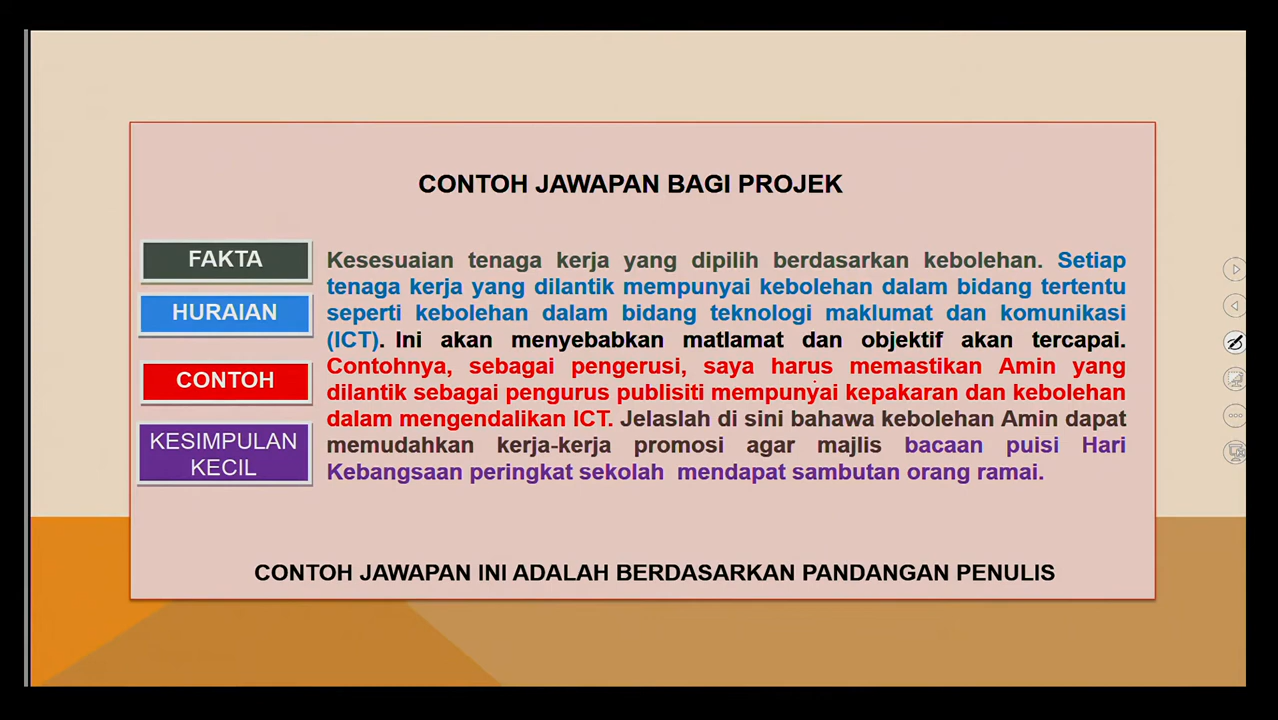 CONTOH JAWAPAN BAGI PROJEK
FAKTA
HURAIAN
CONTOH
KESIMPULAN
KECIL
Kesesuaian tenaga kerja yang dipilih berdasarkan kebolehan. Setiap
tenaga kerja yang dilantik mempunyai kebolehan dalam bidang tertentu
seperti kebolehan dalam bidang teknologi maklumat dan komunikasi
(ICT). Ini akan menyebabkan matlamat dan objektif akan tercapai.
Contohnya, sebagai pengerusi, saya harus memastikan Amin yang
dilantik sebagai pengurus publisiti mempunyai kepakaran dan kebolehan
dalam mengendalikan ICT. Jelaslah di sini bahawa kebolehan Amin dapat
memudahkan kerja-kerja promosi agar majlis bacaan puisi Hari
Kebangsaan peringkat sekolah mendapat sambutan orang ramai.
CONTOH JAWAPAN INI ADALAH BERDASARKAN PANDANGAN PENULIS